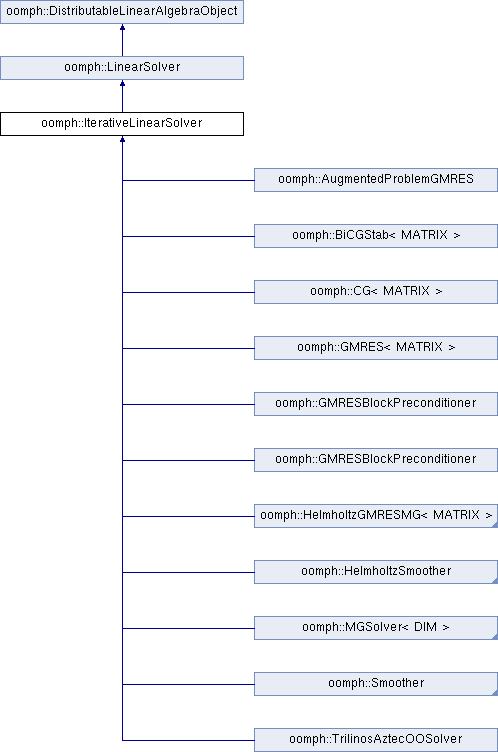 oomph::DistributableLinearAlgebraObject
oomph::LinearSolver
oomph::IterativeLinearSolver
oomph::AugmentedProblemGMRES
oomph::BiCGStab< MATRIX >
oomph::CG< MATRIX >
oomph::GMRES< MATRIX >
oomph::GMRESBlockPreconditioner
oomph::GMRESBlockPreconditioner
oomph::HelmholtzGMRESMG< MATRIX >
oomph::HelmholtzSmoother
oomph::MGSolver< DIM >
oomph::Smoother
oomph::TrilinosAztecOOSolver